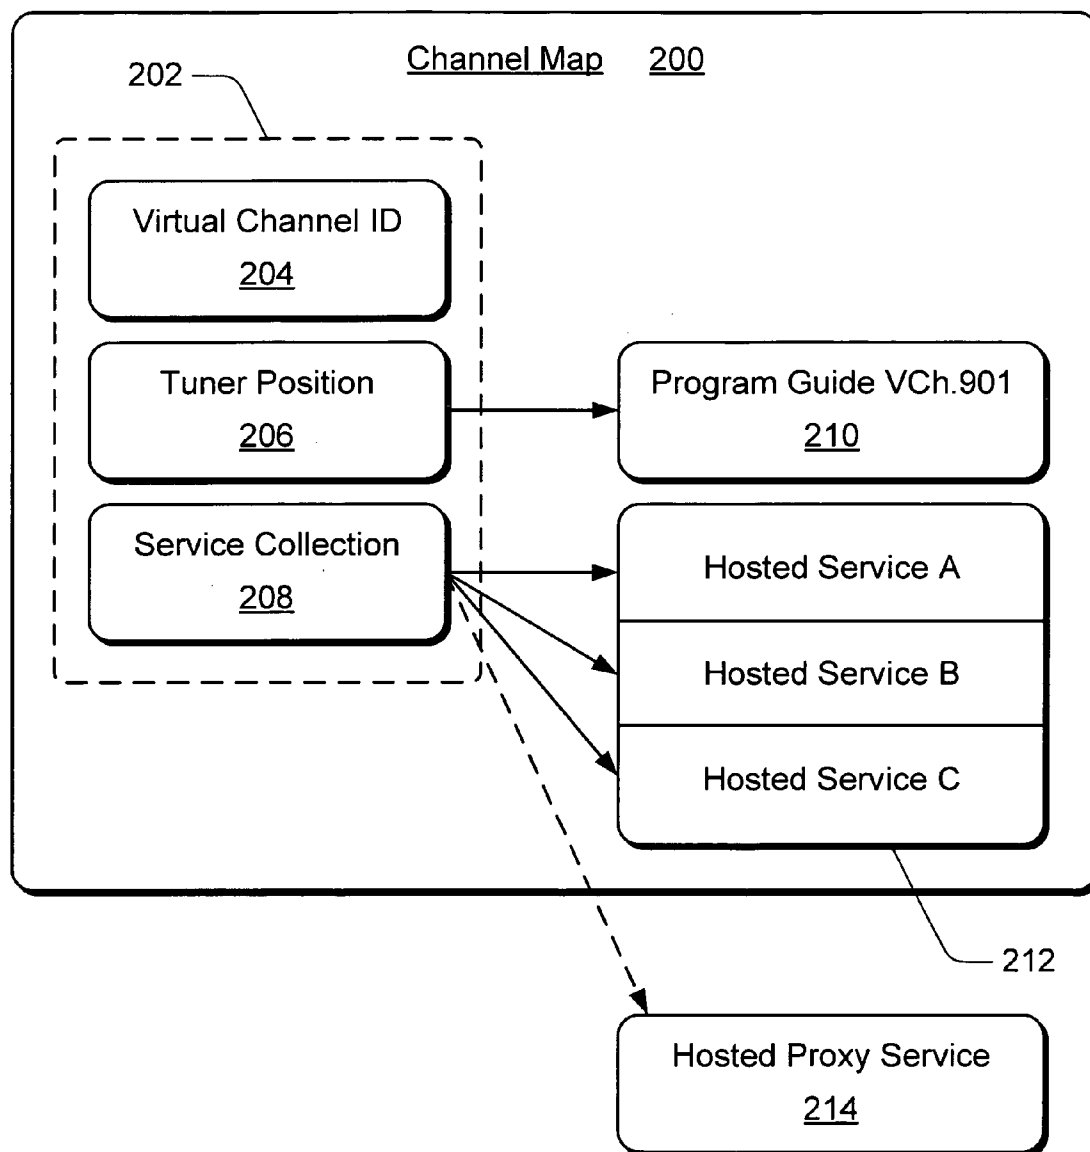 Channel Map 200
202
Virtual Channel ID
204
Tuner Position
206
Program Guide VCh.901
210
Service Collection
208
Hosted Service A
Hosted Service B
Hosted Service C
212
Hosted Proxy Service
214